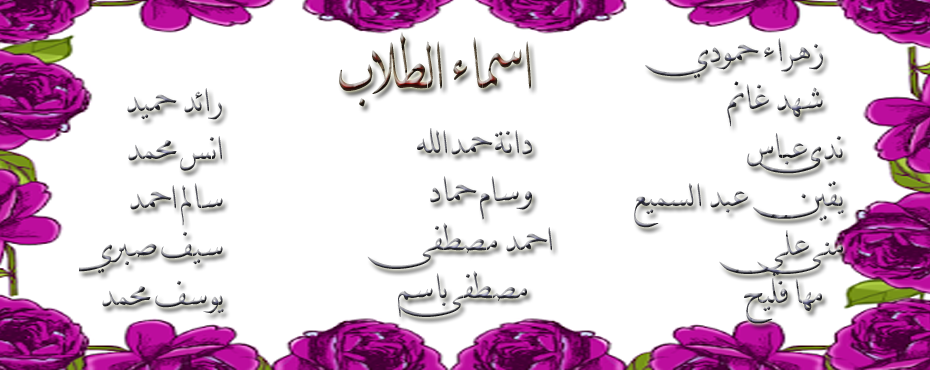 اسماء الطلاب
زهراء حمودي
شهد غانم
ندى عباس
يقين عبد السميع
منى علي
مها فليح
دانة حمد الله
وسام حماد
احمد مصطفى
مصطفى باسم
رائد حميد
انس محمد
سالم احمد
سيف صبري
يوسف محمد